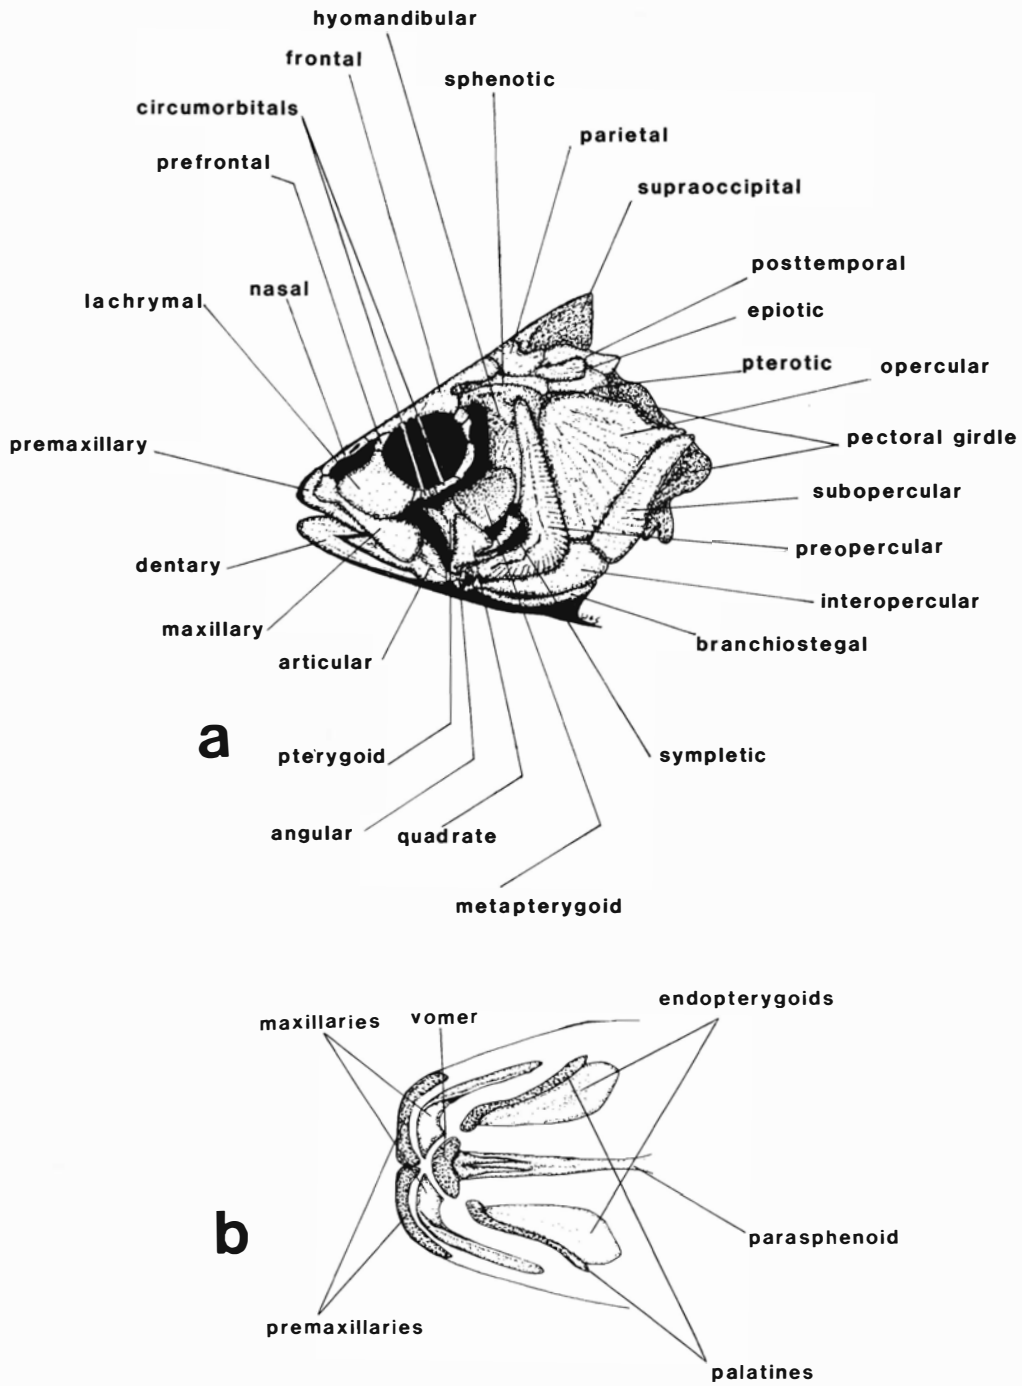 hyomandibular
frontal
sphenotic
circumorbitals
parietal
prefrontal
supraoccipital
posttemporal
nasal
lachrymal
epiotic
pterotic
opercular
premaxillary
pectoral girdle
subopercular
preopercular
dentary
interopercular
maxillary
branchiostegal
articular
a
pterygoid
sympletic
angular
quadrate
metapterygoid
endopterygoids
maxillaries
vomer
b
parasphenoid
premaxillaries
palatines